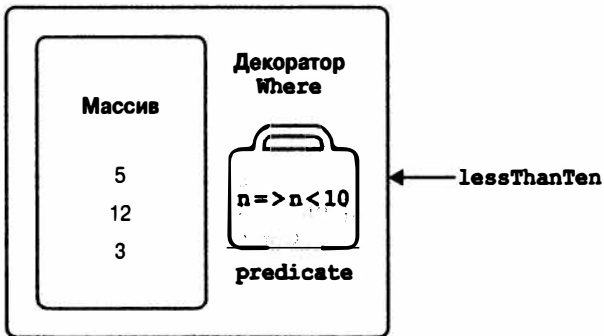 Массив
5
12
3
Декоратор
Where
n=>n<10
predicate
lessThanTen